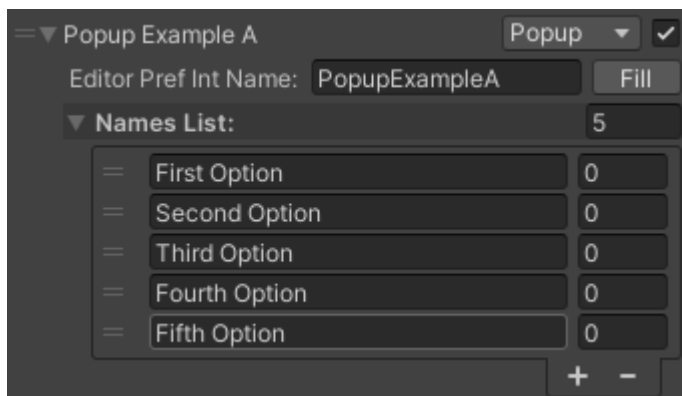 Popup Example A Popup
Editor Pref Int Name: PopupExampleA Fill
Names List: 5
First Option 0
Second Option 0
Third Option 0
Fourth Option 0
Fifth Option 0
+ -